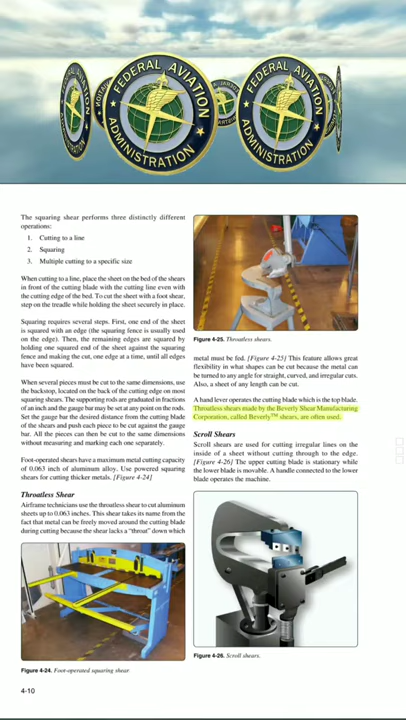 FEDERAL AVIATION
ADMINISTRATION
FEDERAL AVIATION
ADMINISTRATION
The squaring shear performs three distinctly different
operations:
1. Cutting to a line
2. Squaring
3. Multiple cutting to a specific size
When cutting to a line, place the sheet on the bed of the shears
in front of the cutting blade with the cutting line even with
the cutting edge of the bed. To cut the sheet with a foot shear,
step on the treadle while holding the sheet securely in place.
Squaring requires several steps. First, one end of the sheet
is squared with an edge (the squaring fence is usually used
on the edge). Then, the remaining edges are squared by
holding one squared end of the sheet against the squaring
fence and making the cut, one edge at a time, until all edges
have been squared.
When several pieces must be cut to the same dimensions, use
the backstop, located on the back of the cutting edge on most
squaring shears. The supporting rods are graduated in fractions
of an inch and the gauge bar may be set at any point on the rods.
Set the gauge bar the desired distance from the cutting blade
of the shears and push each piece to be cut against the gauge
bar. All the pieces can then be cut to the same dimensions
without measuring and marking each one separately.
Foot-operated shears have a maximum metal cutting capacity
of 0.063 inch of aluminum alloy. Use powered squaring
shears for cutting thicker metals. [Figure 4-24]
Throatless Shear
Airframe technicians use the throatless shear to cut aluminum
sheets up to 0.063 inches. This shear takes its name from the
fact that metal can be freely moved around the cutting blade
during cutting because the shear lacks a “throat” down which
Figure 4-24. Foot-operated squaring shear.
4-10
Figure 4-25. Throatless shears.
metal must be fed. [Figure 4-25] This feature allows great
flexibility in what shapes can be cut because the metal can
be turned to any angle for straight, curved, and irregular cuts.
Also, a sheet of any length can be cut.
A hand lever operates the cutting blade which is the top blade.
Throatless shears made by the Beverly Shear Manufacturing
Corporation, called Beverly™ shears, are often used.
Scroll Shears
Scroll shears are used for cutting irregular lines on the
inside of a sheet without cutting through to the edge.
[Figure 4-26] The upper cutting blade is stationary while
the lower blade is movable. A handle connected to the lower
blade operates the machine.
Figure 4-26. Scroll shears.